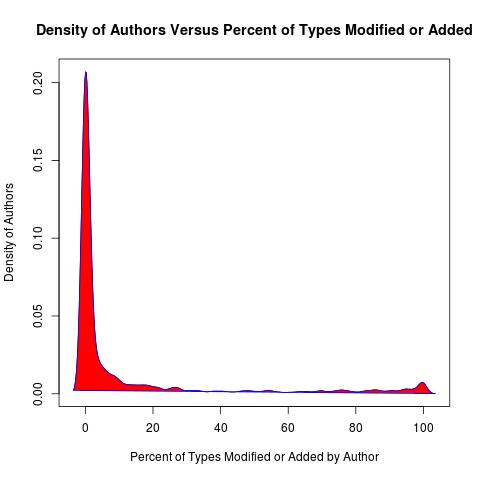 Density of Authors Versus Percent of Types Modified or Added
Density of Authors
0.20
0.15
0.10
0.05
0.00
0 20 40 60 80 100
Percent of Types Modified or Added by Author